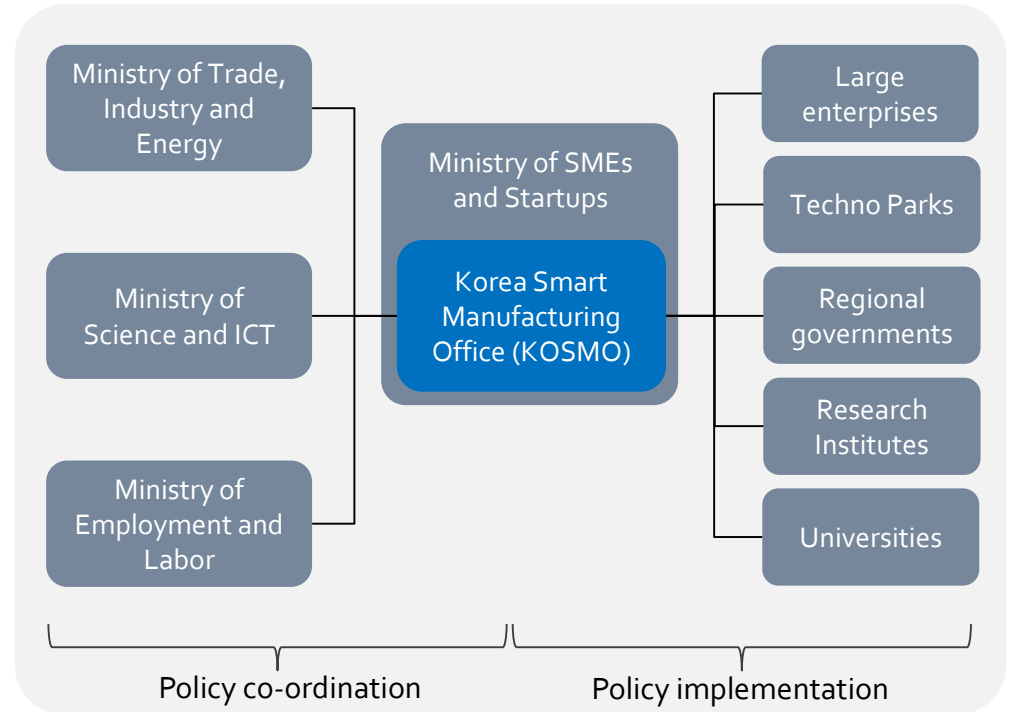 Ministry of Trade,
Industry and
Energy
Ministry of
Science and ICT
Ministry of
Employment and
Labor
Ministry of SMEs
and Startups
Korea Smart
Manufacturing
Office (KOSMO)
Large
enterprises
Techno Parks
Regional
governments
Research
Institutes
Universities
Policy co-ordination
Policy implementation